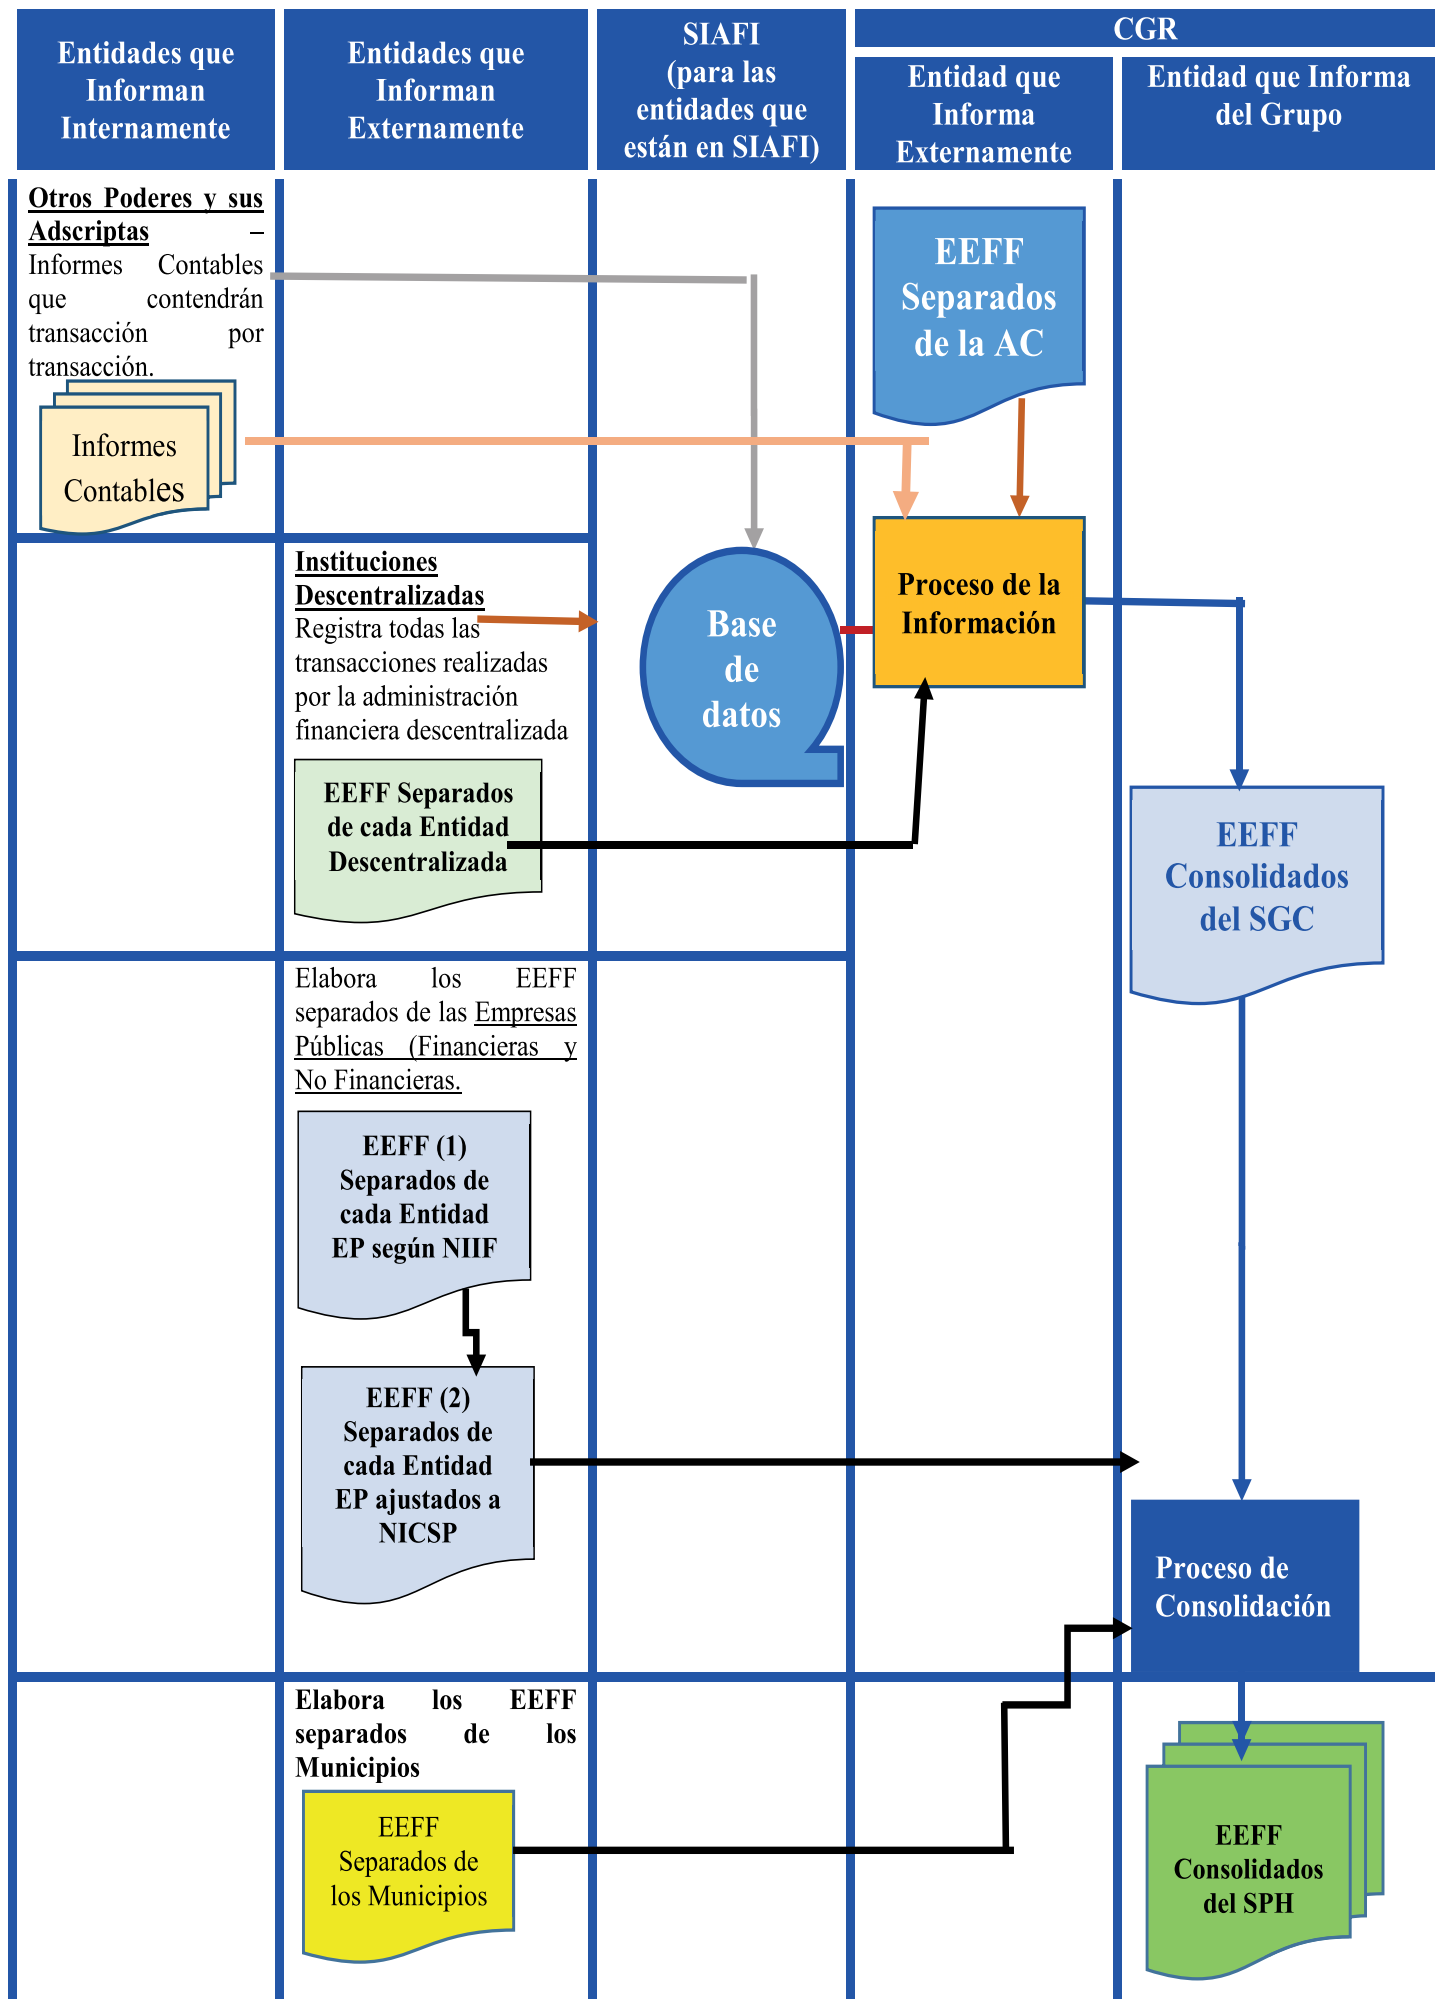 Entidades que
Informan
Internamente
Entidades que
Informan
Externamente
SIAFI
(para las
entidades que
están en SIAFI)
CGR
Entidad que
Informa
Externamente
Entidad que Informa
del Grupo
Otros Poderes y sus
Adscriptas –
Informes Contables
que contendrán
transacción por
transacción.
Informes
Contables
EEFF
Separados
de la AC
Instituciones
Descentralizadas
Registra todas las
transacciones realizadas
por la administración
financiera descentralizada
Base
de
datos
Proceso de la
Información
EEFF Separados
de cada Entidad
Descentralizada
EEFF
Consolidados
del SGC
Elabora los EEFF
separados de las Empresas
Públicas (Financieras y
No Financieras.
EEFF (1)
Separados de
cada Entidad
EP según NIIF
EEFF (2)
Separados de
cada Entidad
EP ajustados a
NICSP
Proceso de
Consolidación
Elabora los EEFF
separados de los
Municipios
EEFF
Separados de
los Municipios
EEFF
Consolidados
del SPH